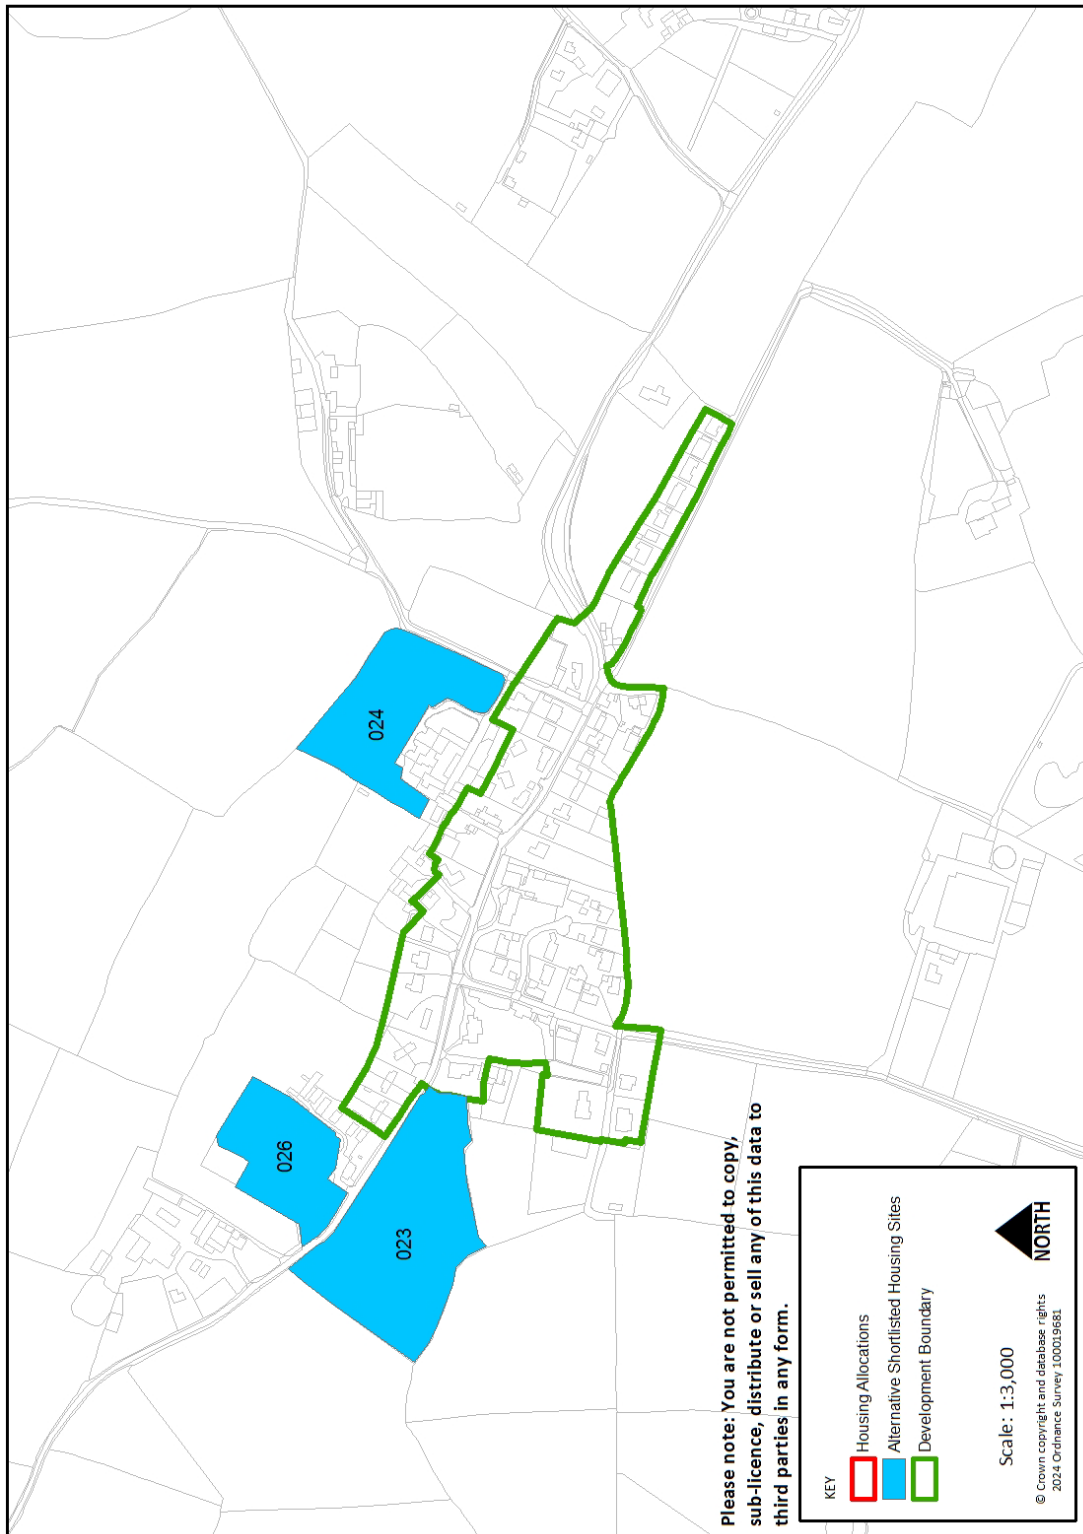 024
026
023
Please note: You are not permitted to copy,
sub-licence, distribute or sell any of this data to
third parties in any form.
KEY
Housing Allocations
Alternative Shortlisted Housing Sites
Development Boundary
Scale: 1:3,000
NORTH
© Crown copyright and database rights
2024 Ordnance Survey 100019681